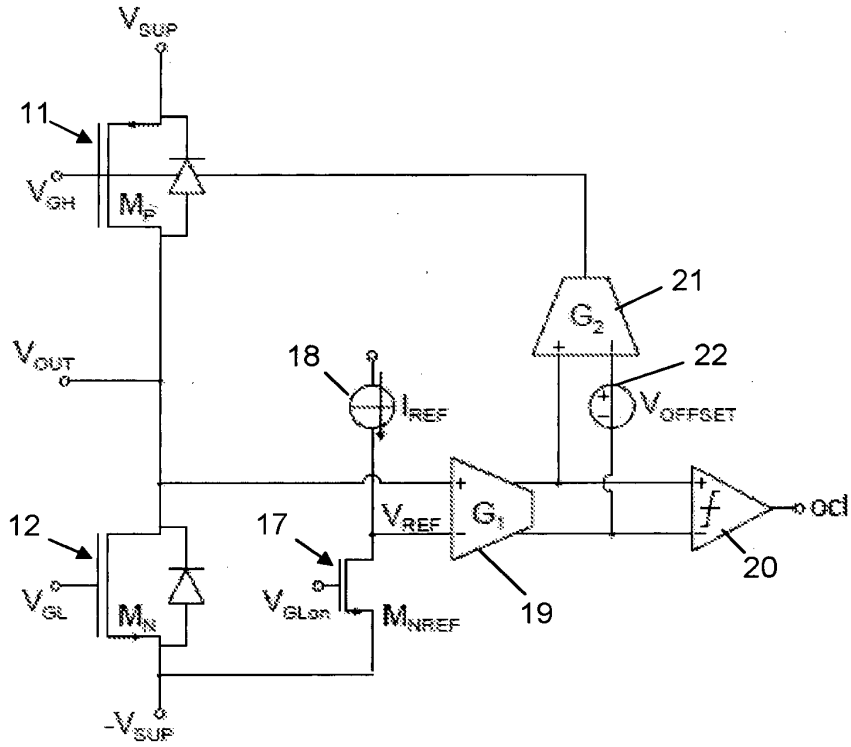 V_SUP
11
V_GH
M_P
21
G_2
V_OUT
18
22
I_REF
+
-
V_OFFSET
+
-
12
17
V_REF
+
-
G_1
+
-
ocl
20
19
V_GL
M_N
V_GLon
M_NREF
-V_SUP